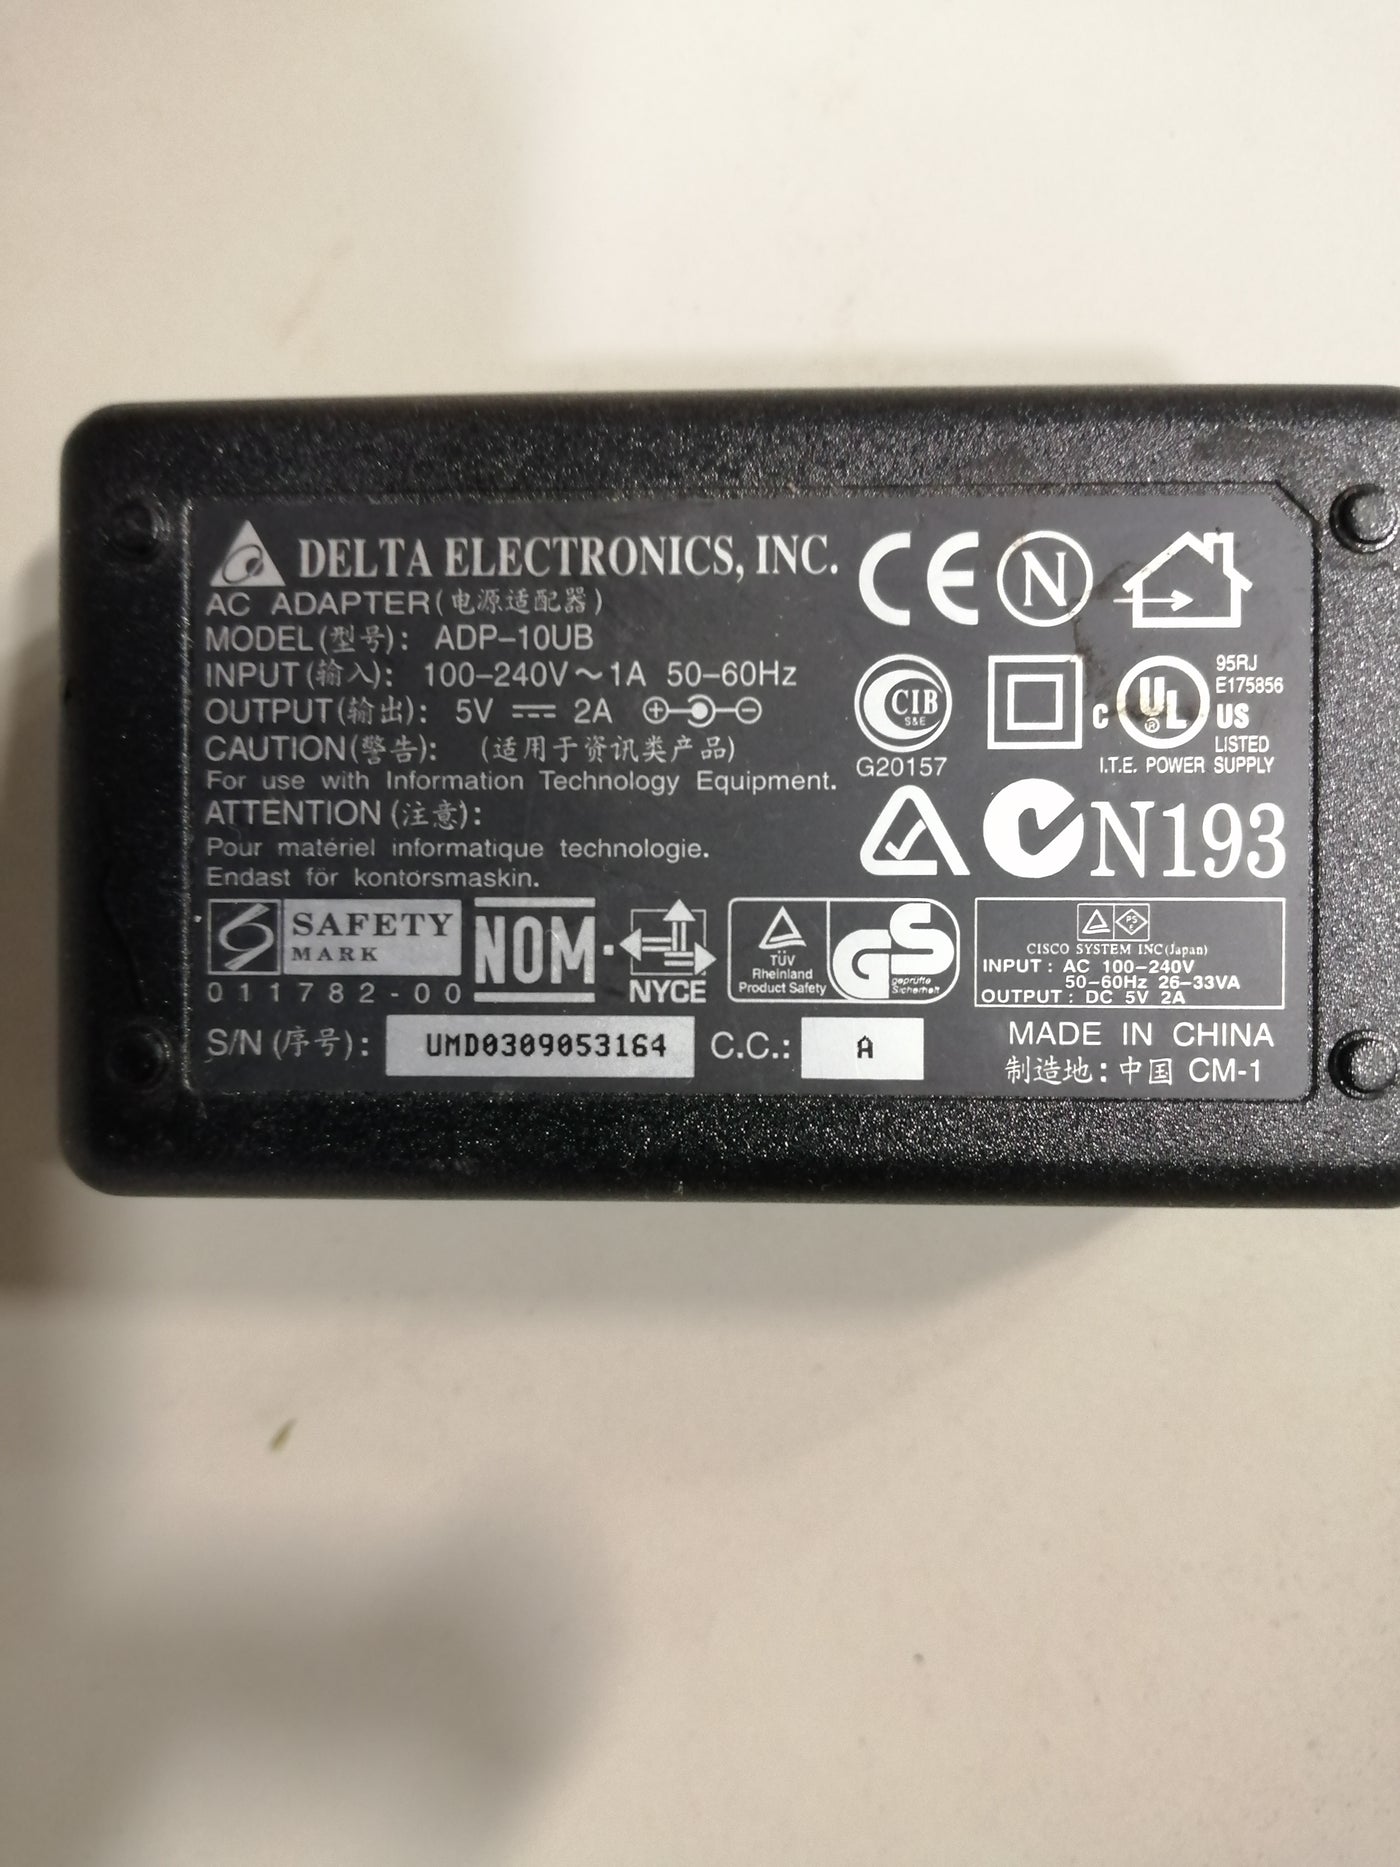 DELTA ELECTRONICS, INC.
AC ADAPTER(电源适配器)
MODEL(型号): ADP-10UB
INPUT(输入): 100-240V~1A 50-60Hz
OUTPUT(输出): 5V ⎓ 2A
CAUTION(警告): (适用于资讯类产品)
For use with Information Technology Equipment.
ATTENTION(注意):
Pour matériel informatique technologie.
Endast för kontorsmaskin.
CE N
CIB
S&E
G20157
C UL ® US
95RJ
E175856
LISTED
I.T.E. POWER SUPPLY
N193
SAFETY
MARK
011782-00
NOM
NYCE
TÜV
Rheinland
Product Safety
GS
geprüfte
Sicherheit
PS
E
CISCO SYSTEM INC(Japan)
INPUT : AC 100-240V
50-60Hz 26-33VA
OUTPUT : DC 5V 2A
S/N(序号): UMD0309053164 C.C.: A
MADE IN CHINA
制造地: 中国 CM-1